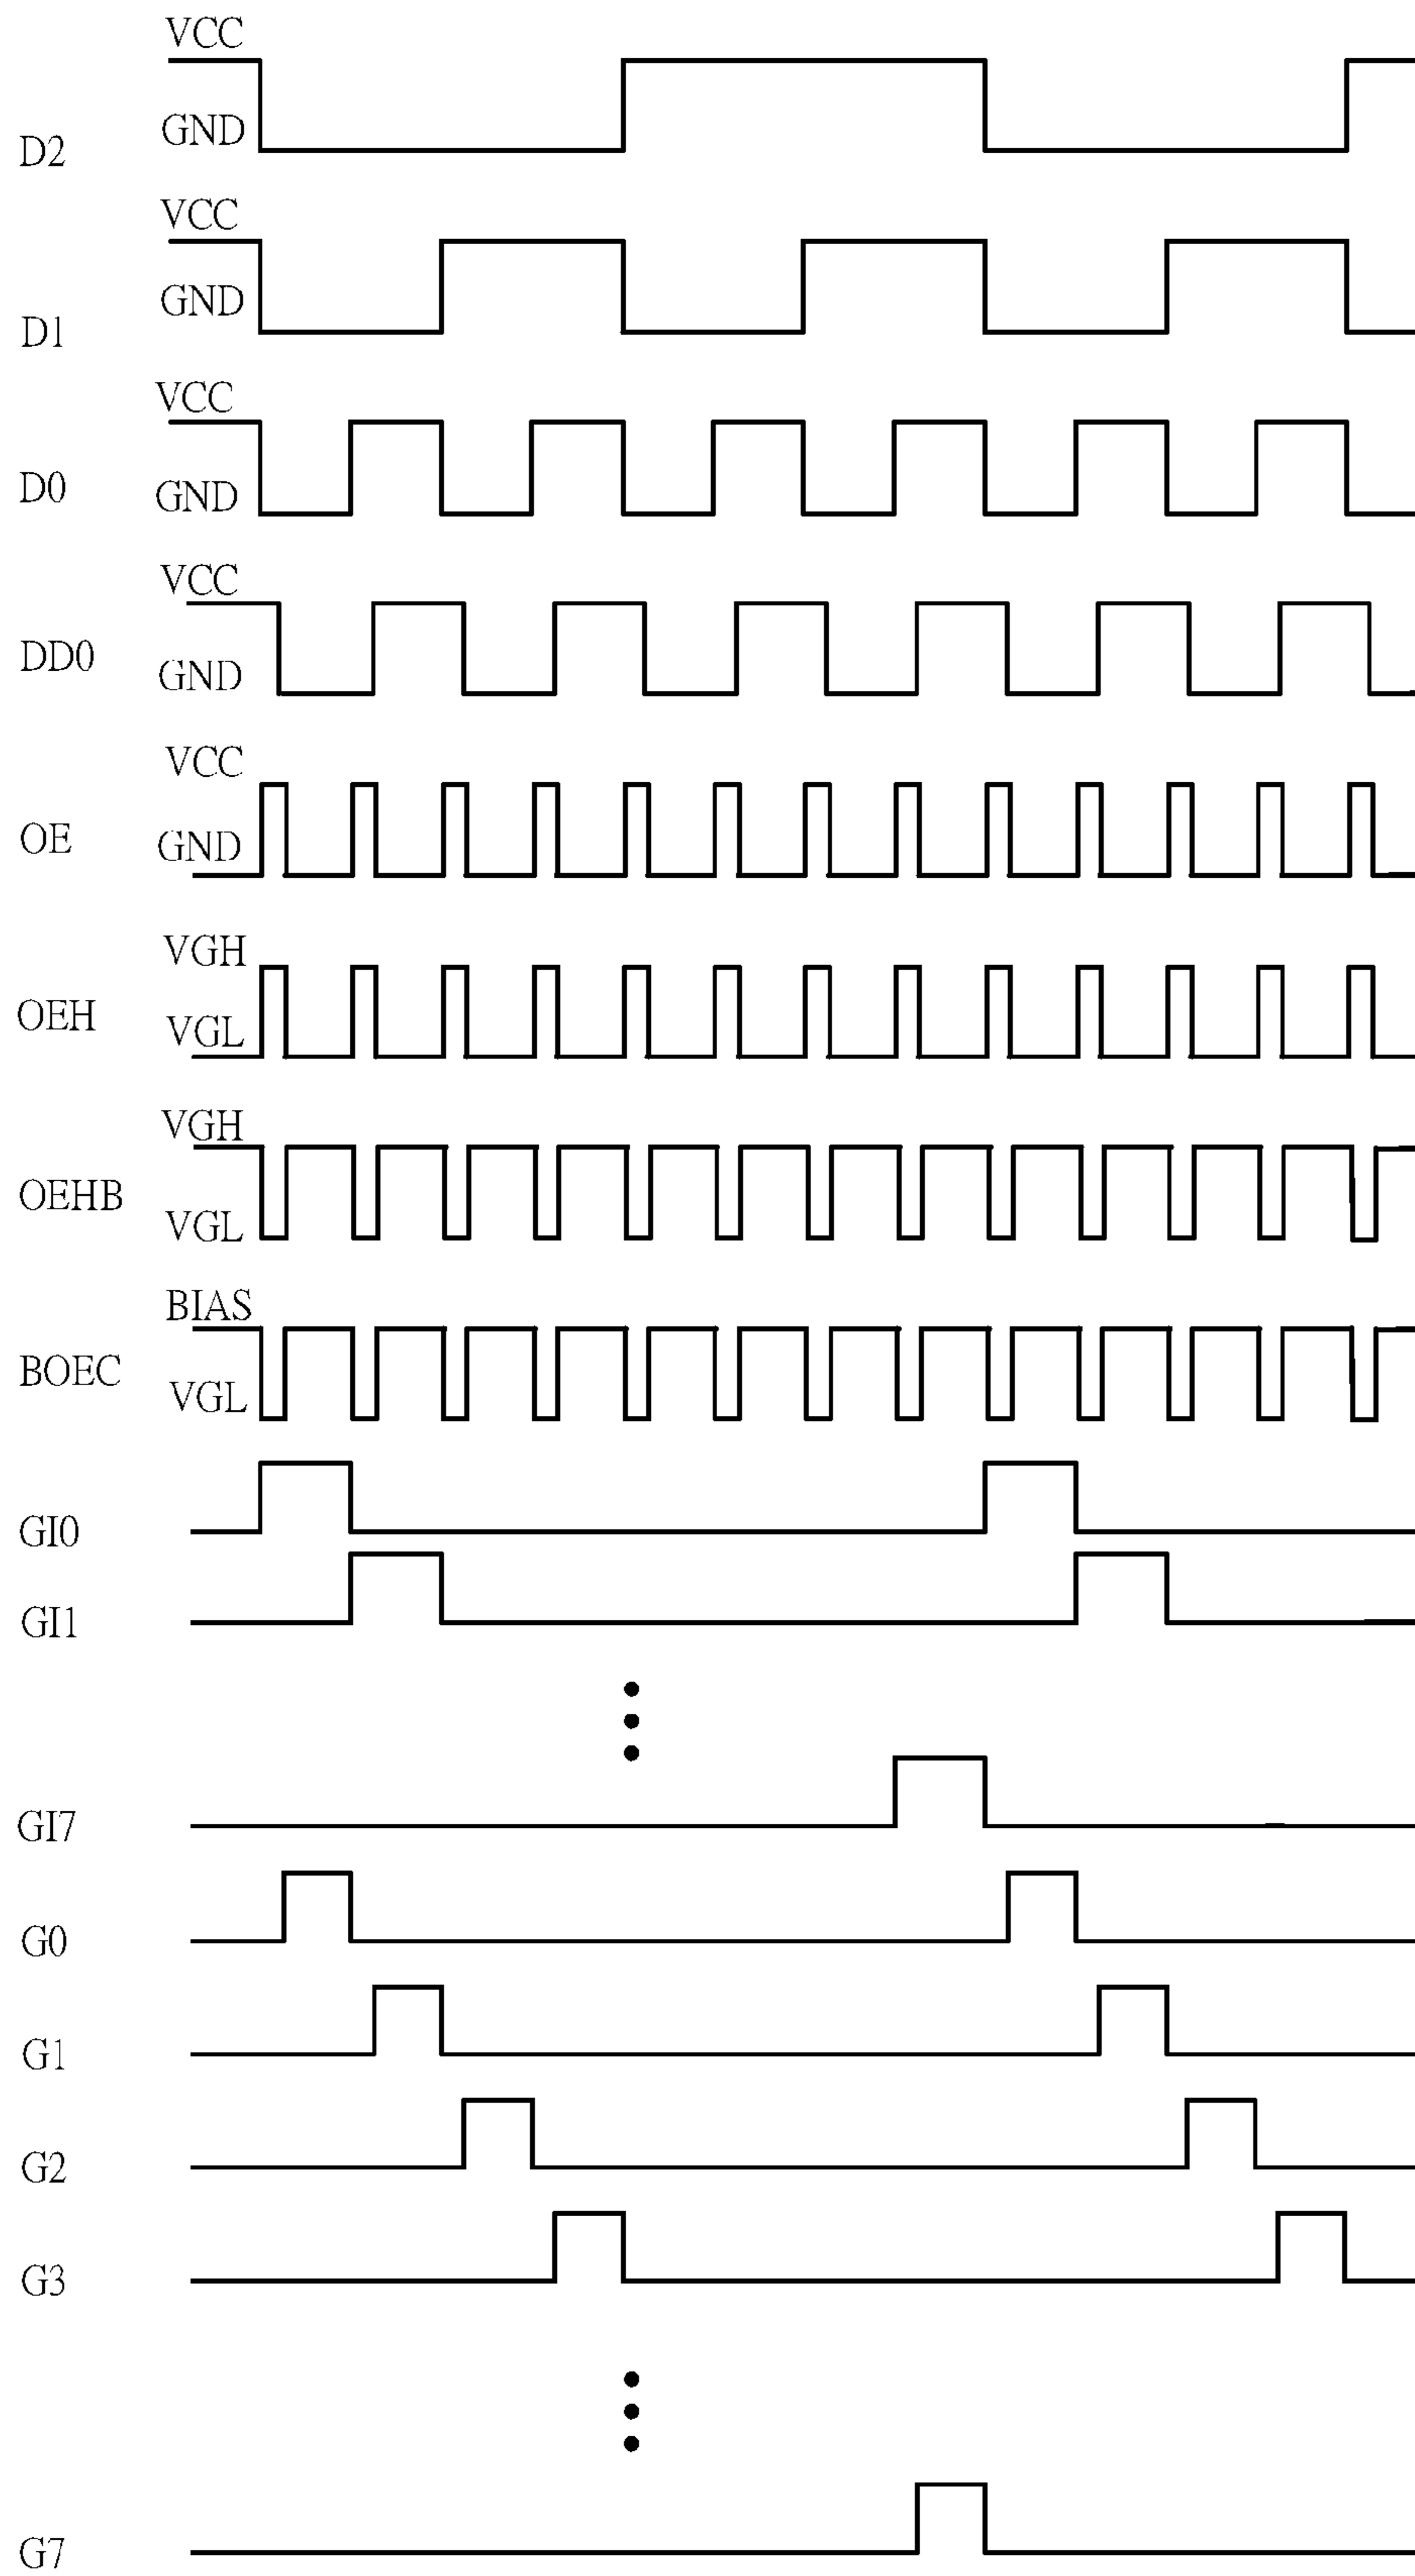 VCC
GND
D2
VCC
GND
D1
VCC
D0
GND
VCC
DD0
GND
VCC
OE
GND
VGH
OEH
VGL
VGH
OEHB
VGL
BIAS
BOEC
VGL
GI0
GI1
GI7
G0
G1
G2
G3
G7